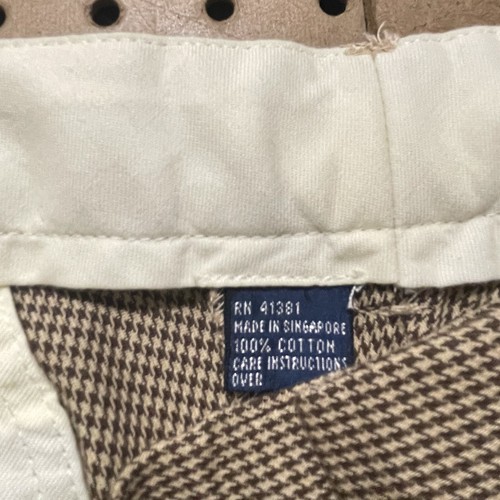 RN 41381
MADE IN SINGAPORE
100% COTTON
CARE INSTRUCTIONS
OVER